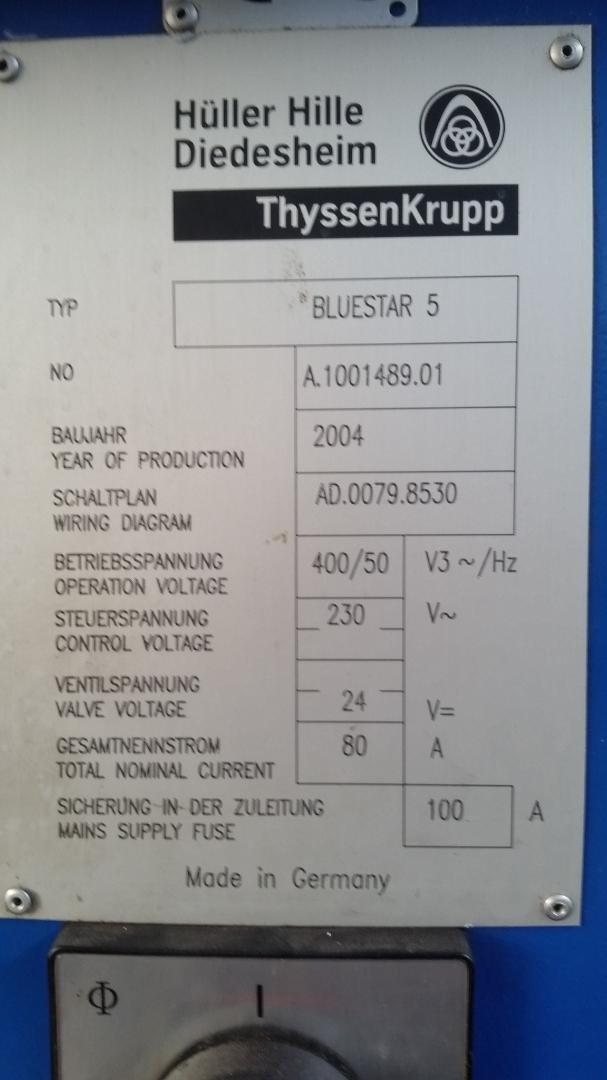 Hüller Hille
Diedesheim
ThyssenKrupp
TYP BLUESTAR 5
NO A.1001489.01
BAUJAHR
YEAR OF PRODUCTION 2004
SCHALTPLAN
WIRING DIAGRAM AD.0079.8530
BETRIEBSSPANNUNG
OPERATION VOLTAGE 400/50 V3 ~/Hz
STEUERSPANNUNG
CONTROL VOLTAGE 230 V~
VENTILSPANNUNG
VALVE VOLTAGE 24 V=
GESAMTNENNSTROM
TOTAL NOMINAL CURRENT 80 A
SICHERUNG IN DER ZULEITUNG
MAINS SUPPLY FUSE 100 A
Made in Germany
Φ I